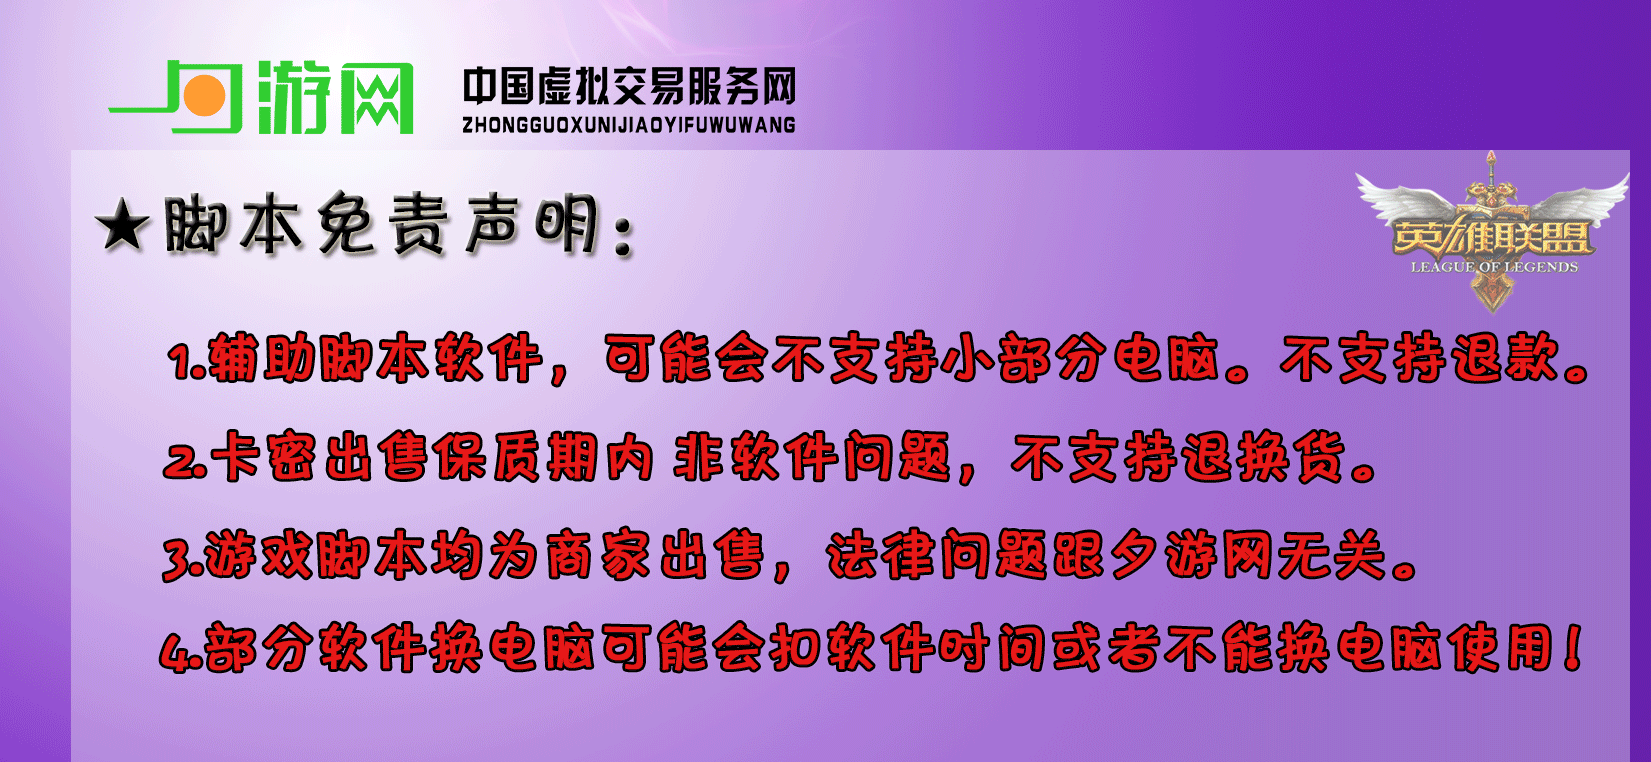 夕游网
中国虚拟交易服务网
ZHONGGUOXUNIJIAOYIFUWUWANG
★脚本免责声明：
英雄联盟
LEAGUE OF LEGENDS
1.辅助脚本软件，可能会不支持小部分电脑。不支持退款。
2.卡密出售保质期内 非软件问题，不支持退换货。
3.游戏脚本均为商家出售，法律问题跟夕游网无关。
4.部分软件换电脑可能会扣软件时间或者不能换电脑使用！